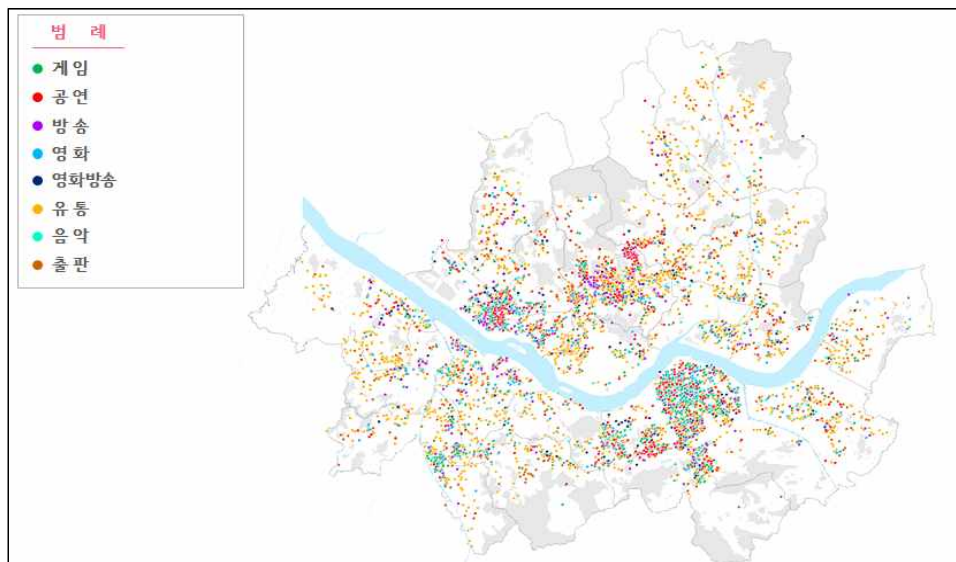 범 례
게 임
공 연
방 송
영 화
영화방송
유 통
음 악
출 판